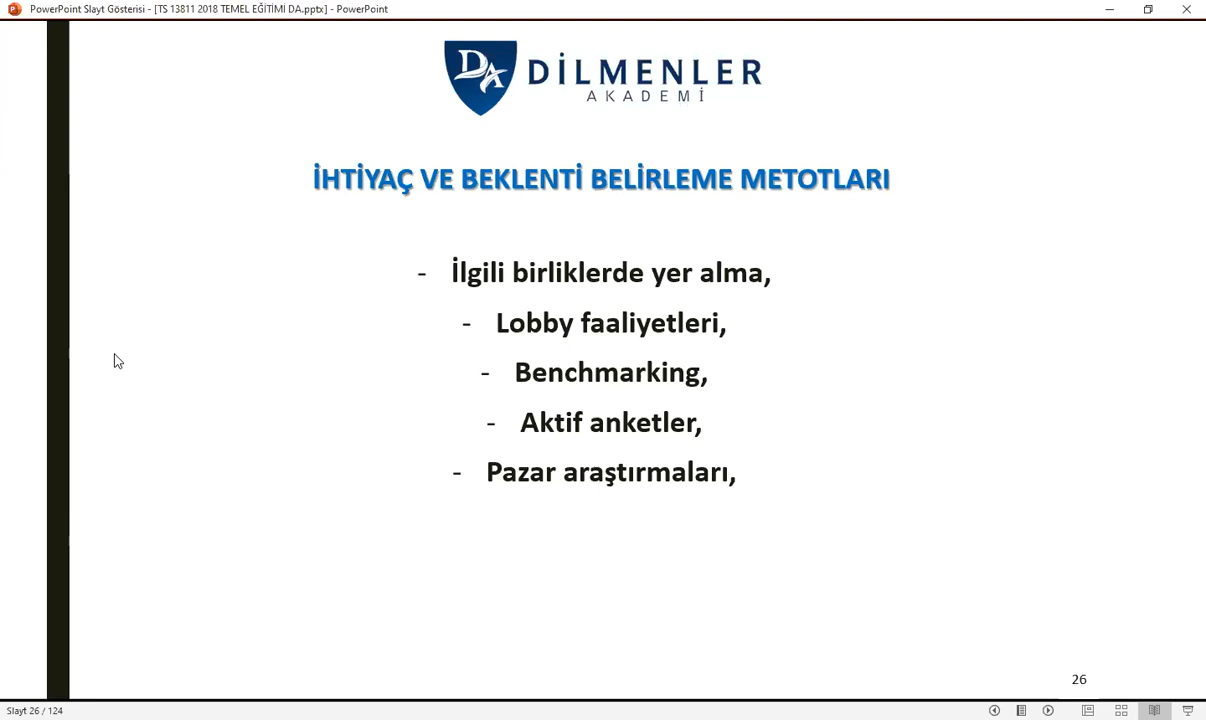 PowerPoint Slayt Gösterisi - [TS 13811 2018 TEMEL EĞİTİMİ DA.pptx] - PowerPoint
DA DİLMENLER
AKADEMİ
İHTİYAÇ VE BEKLENTİ BELİRLEME METOTLARI
- İlgili birliklerde yer alma,
- Lobby faaliyetleri,
- Benchmarking,
- Aktif anketler,
- Pazar araştırmaları,
26
Slayt 26 / 124